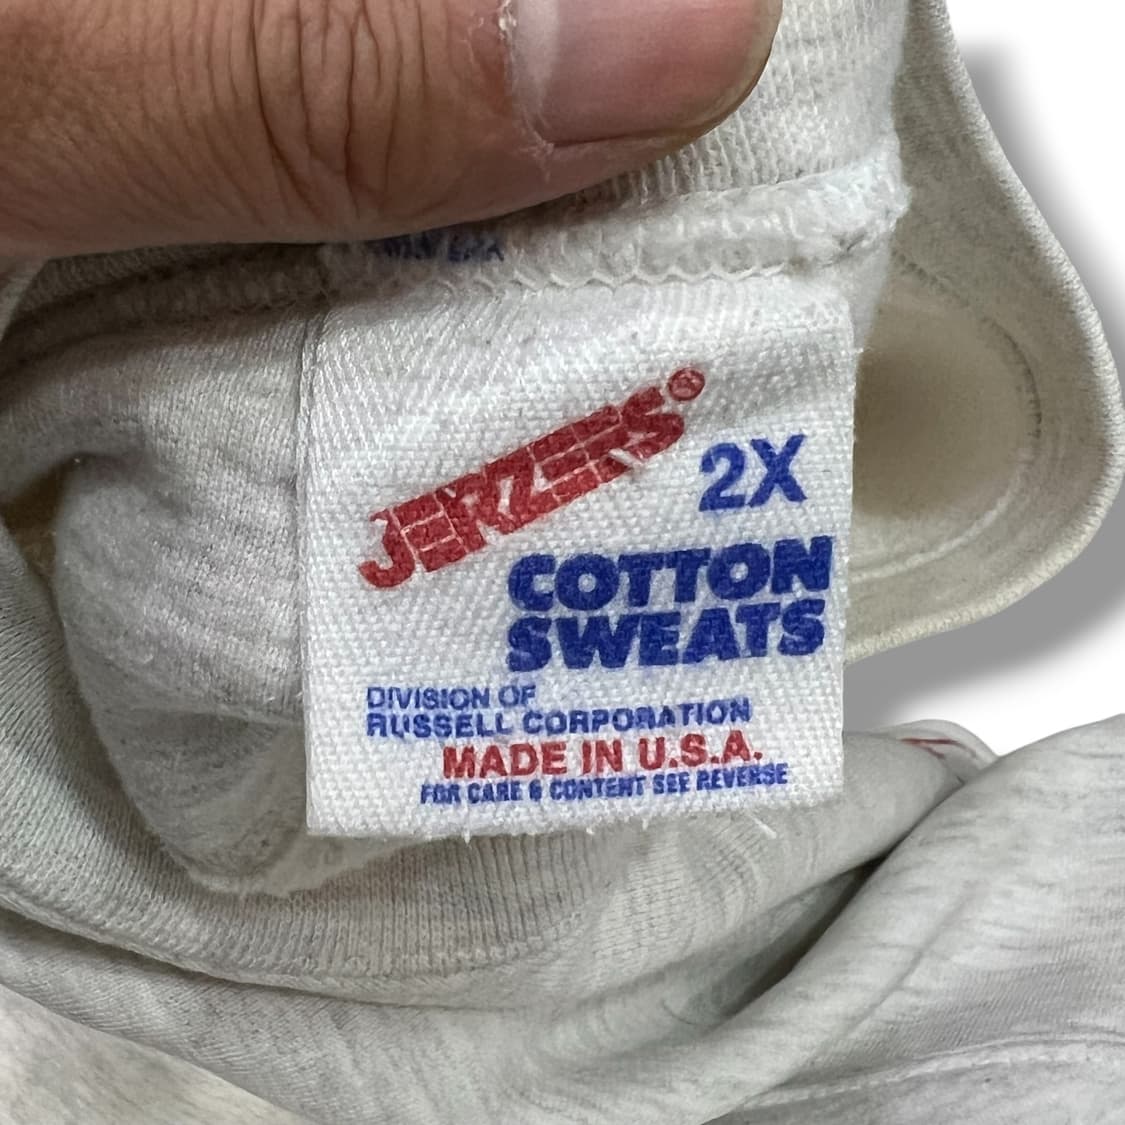 JERZEES®
2X
COTTON
SWEATS
DIVISION OF
RUSSELL CORPORATION
MADE IN U.S.A.
FOR CARE & CONTENT SEE REVERSE